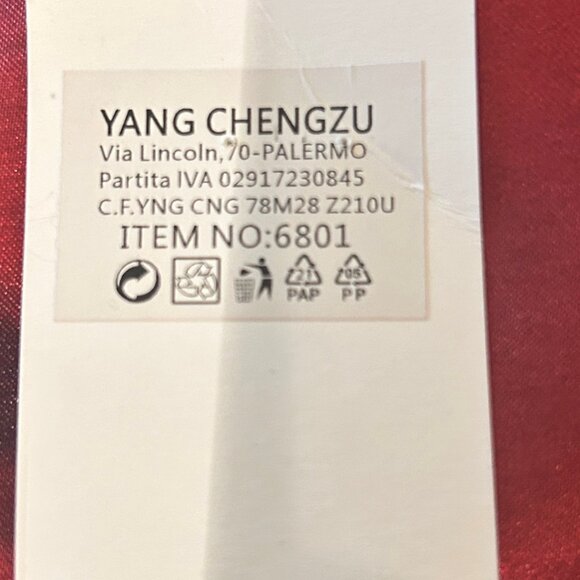 YANG CHENGZU
Via Lincoln,70-PALERMO
Partita IVA 02917230845
C.F.YNG CNG 78M28 Z210U
ITEM NO:6801
21 05
PAP PP